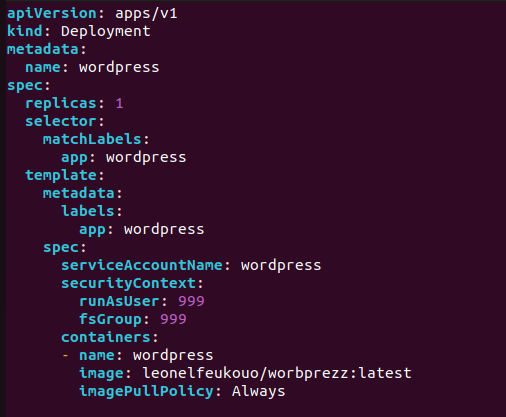 apiVersion: apps/v1
kind: Deployment
metadata:
  name: wordpress
spec:
  replicas: 1
  selector:
    matchLabels:
      app: wordpress
  template:
    metadata:
      labels:
        app: wordpress
    spec:
      serviceAccountName: wordpress
      securityContext:
        runAsUser: 999
        fsGroup: 999
      containers:
      - name: wordpress
        image: leonelfeukouo/worbprezz:latest
        imagePullPolicy: Always